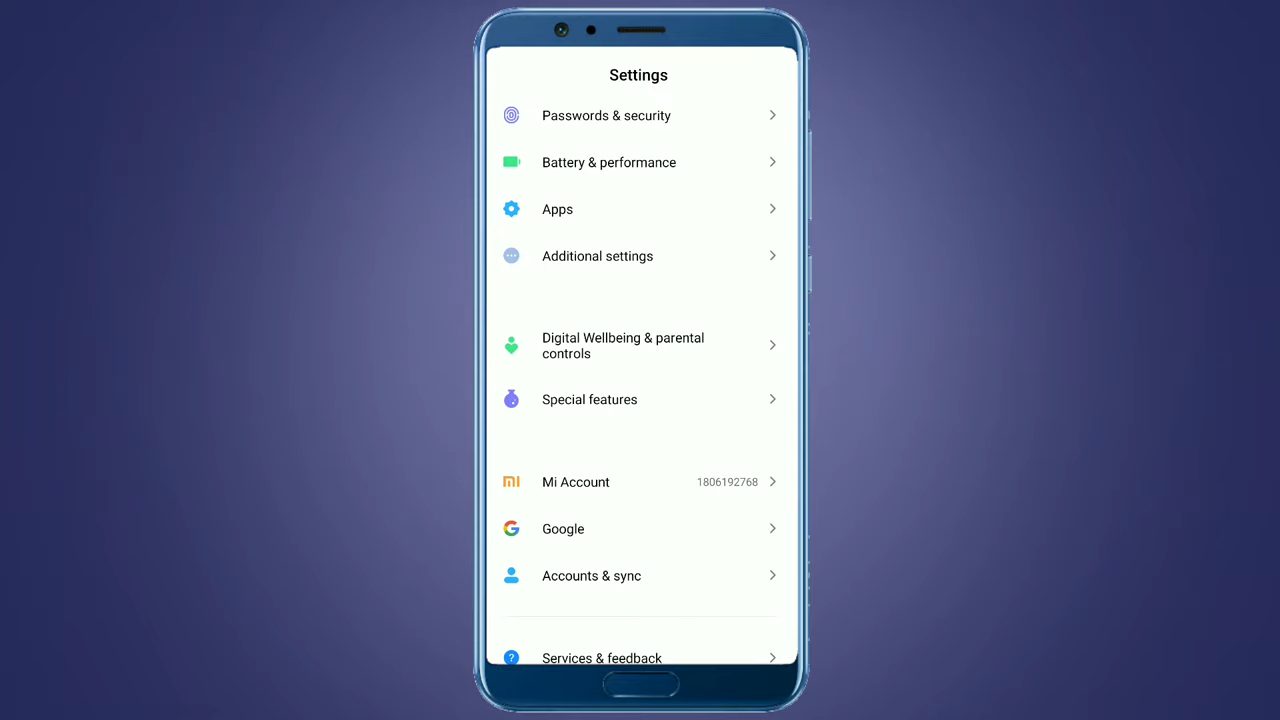 Settings
Passwords & security
Battery & performance
Apps
Additional settings
Digital Wellbeing & parental
controls
Special features
Mi Account 1806192768
Google
Accounts & sync
Services & feedback